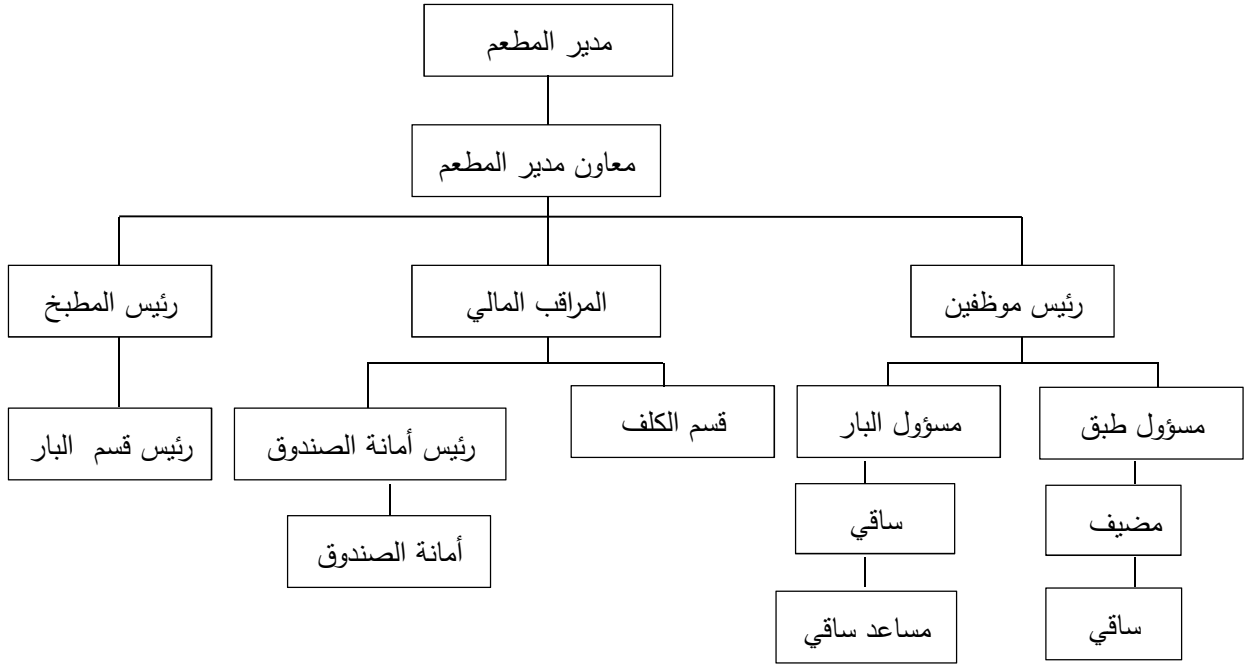 مدير المطعم
معاون مدير المطعم
رئيس موظفين
المراقب المالي
رئيس المطبخ
مسؤول طبق
مسؤول البار
قسم الكلف
رئيس أمانة الصندوق
رئيس قسم البار
مضيف
ساقي
أمانة الصندوق
ساقي
مساعد ساقي